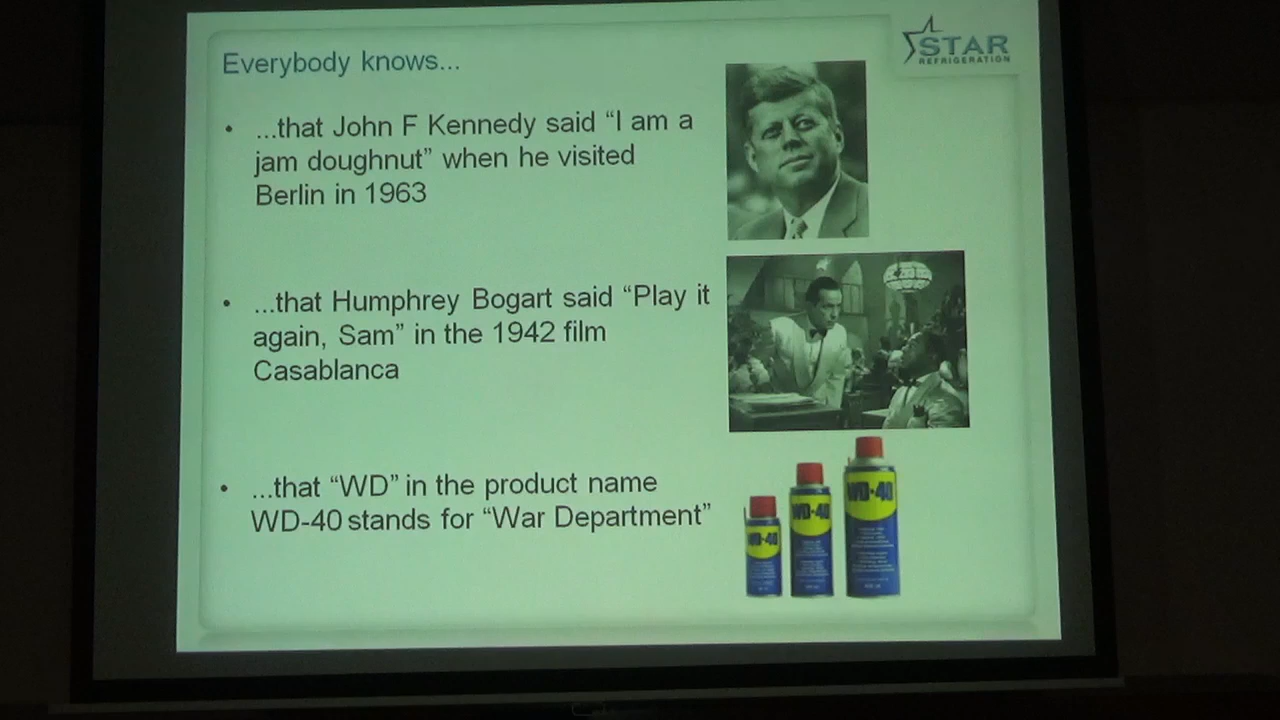 STAR
REFRIGERATION
Everybody knows...
• ...that John F Kennedy said “I am a
jam doughnut” when he visited
Berlin in 1963
• ...that Humphrey Bogart said “Play it
again, Sam” in the 1942 film
Casablanca
• ...that “WD” in the product name
WD-40 stands for “War Department”
WD-40
WD-40
WD-40